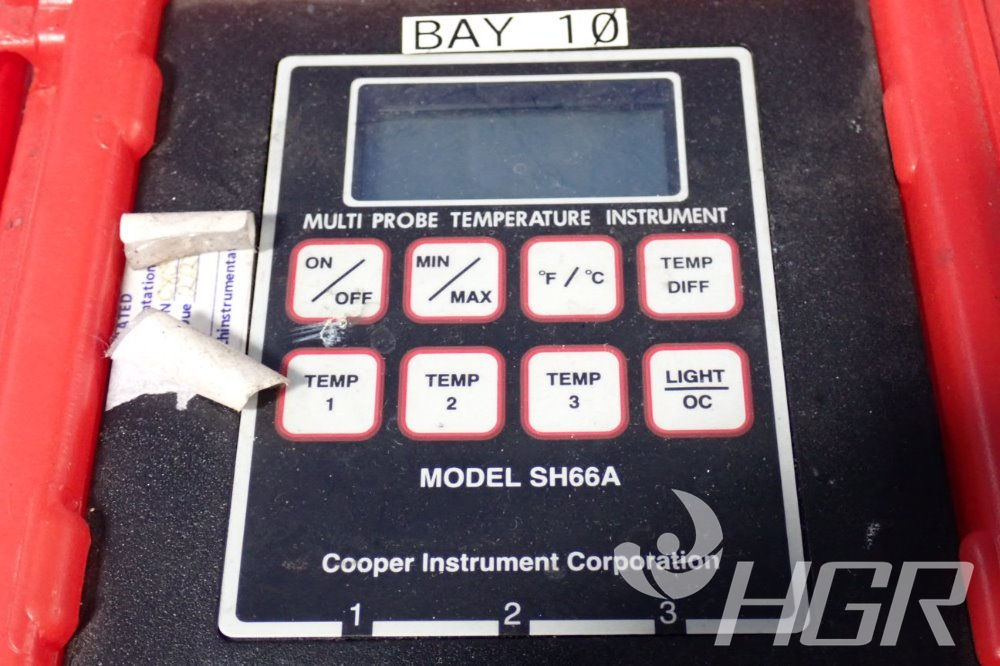 BAY 10
MULTI PROBE TEMPERATURE INSTRUMENT
ON/OFF
MIN/MAX
°F/°C
TEMP DIFF
TEMP 1
TEMP 2
TEMP 3
LIGHT
OC
MODEL SH66A
Cooper Instrument Corporation
1 2 3
HGR